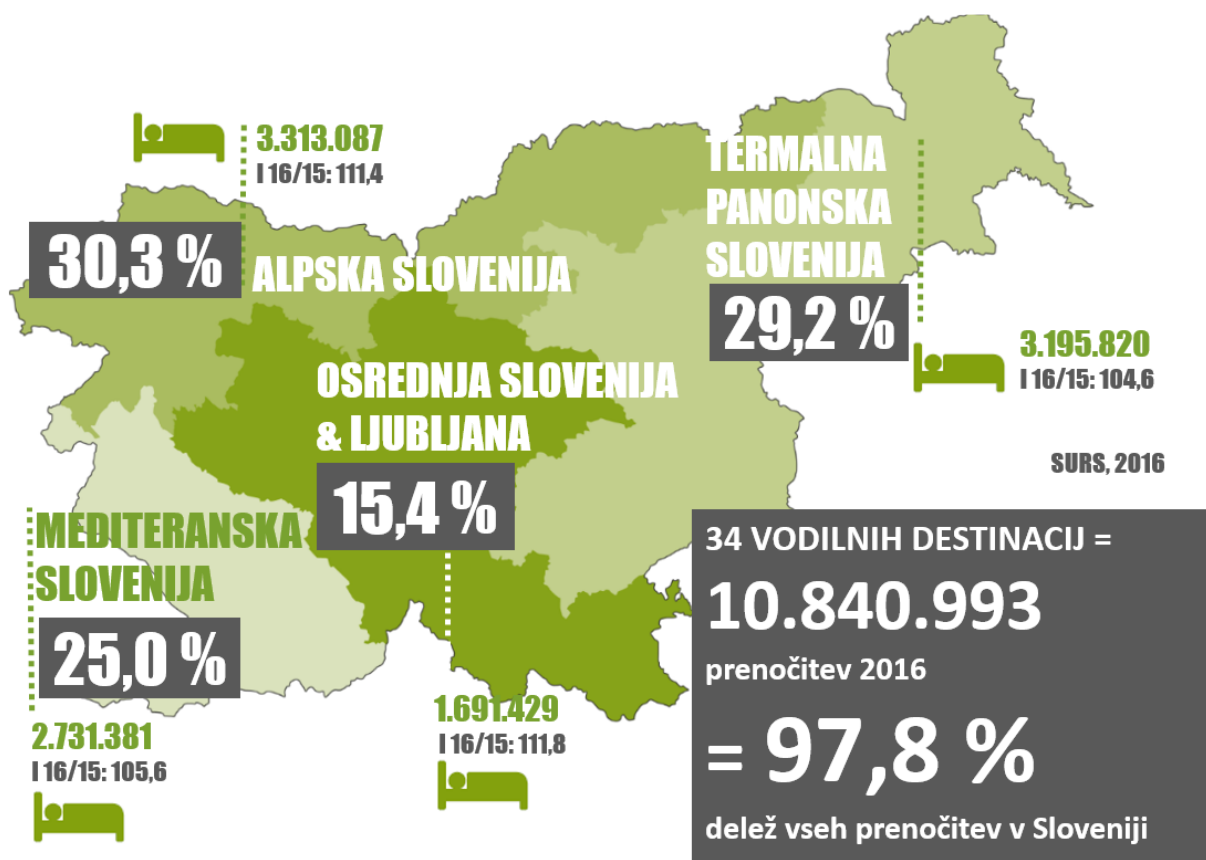 3.313.087
I 16/15: 111,4
30,3 %
ALPSKA SLOVENIJA
TERMALNA
PANONSKA
SLOVENIJA
29,2 %
3.195.820
I 16/15: 104,6
OSREDNJA SLOVENIJA
& LJUBLJANA
15,4 %
1.691.429
I 16/15: 111,8
MEDITERANSKA
SLOVENIJA
25,0 %
2.731.381
I 16/15: 105,6
SURS, 2016
34 VODILNIH DESTINACIJ =
10.840.993
prenočitev 2016
= 97,8 %
delež vseh prenočitev v Sloveniji